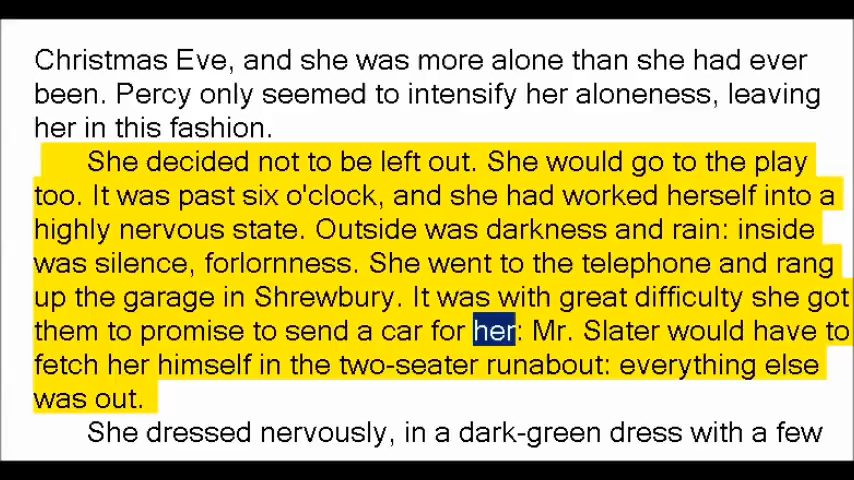 Christmas Eve, and she was more alone than she had ever
been. Percy only seemed to intensify her aloneness, leaving
her in this fashion.
She decided not to be left out. She would go to the play
too. It was past six o'clock, and she had worked herself into a
highly nervous state. Outside was darkness and rain: inside
was silence, forlornness. She went to the telephone and rang
up the garage in Shrewbury. It was with great difficulty she got
them to promise to send a car for her: Mr. Slater would have to
fetch her himself in the two-seater runabout: everything else
was out.
She dressed nervously, in a dark-green dress with a few